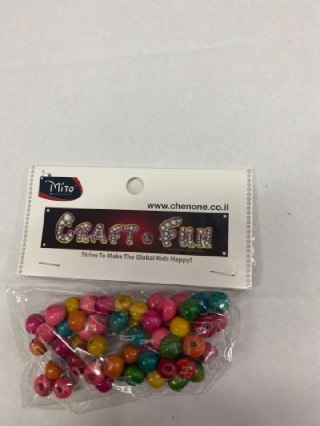 Mito
www.chenone.co.il
CRAFT & FUN
Strive To Make The Global Kids Happy!